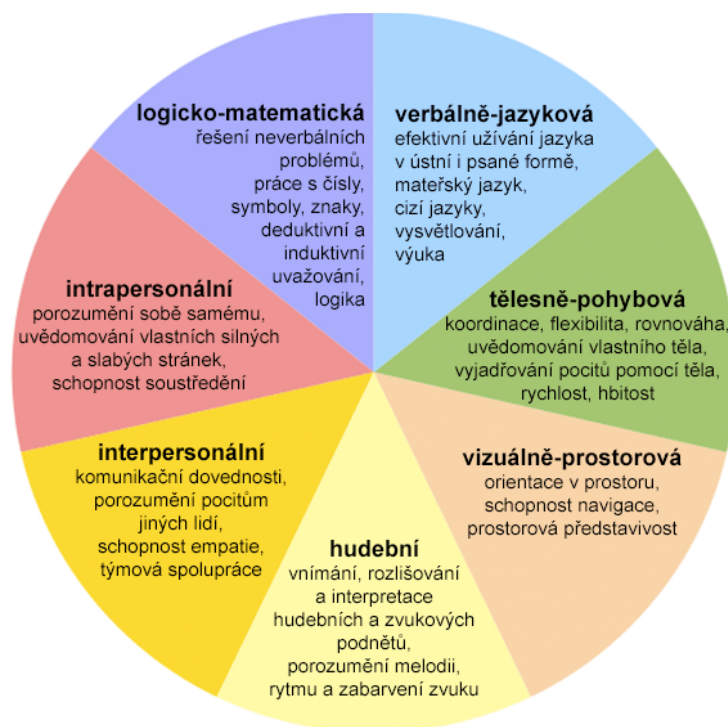 logicko-matematická
řešení neverbálních
problémů,
práce s čísly,
symboly, znaky,
deduktivní a
induktivní
uvažování,
logika
verbálně-jazyková
efektivní užívání jazyka
v ústní i psané formě,
mateřský jazyk,
cizí jazyky,
vysvětlování,
výuka
intrapersonální
porozumění sobě samému,
uvědomování vlastních silných
a slabých stránek,
schopnost soustředění
tělesně-pohybová
koordinace, flexibilita, rovnováha,
uvědomování vlastního těla,
vyjadřování pocitů pomocí těla,
rychlost, hbitost
interpersonální
komunikační dovednosti,
porozumění pocitům
jiných lidí,
schopnost empatie,
týmová spolupráce
vizuálně-prostorová
orientace v prostoru,
schopnost navigace,
prostorová představivost
hudební
vnímání, rozlišování
a interpretace
hudebních a zvukových
podnětů,
porozumění melodii,
rytmu a zabarvení zvuku